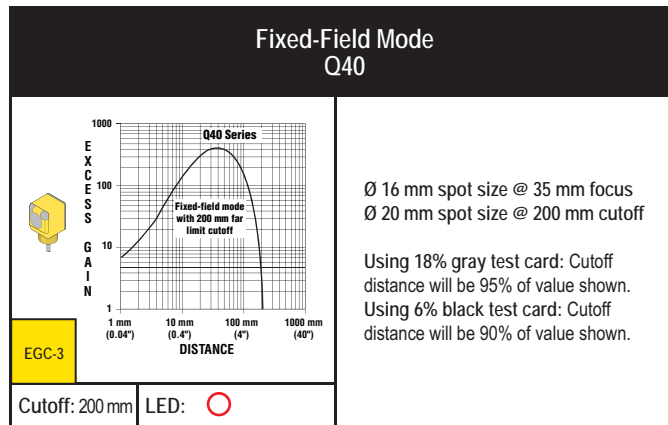 Fixed-Field Mode
Q40
1000
100
10
1
EXCESS GAIN
Q40 Series
Fixed-field mode
with 200 mm far
limit cutoff
1 mm
(0.04")
10 mm
(0.4")
100 mm
(4")
1000 mm
(40")
DISTANCE
EGC-3
Cutoff: 200 mm
LED:
Ø 16 mm spot size @ 35 mm focus
Ø 20 mm spot size @ 200 mm cutoff
Using 18% gray test card: Cutoff
distance will be 95% of value shown.
Using 6% black test card: Cutoff
distance will be 90% of value shown.